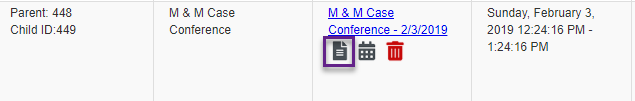 Parent: 448
Child ID:449
M & M Case
Conference
M & M Case
Conference - 2/3/2019
Sunday, February 3,
2019 12:24:16 PM -
1:24:16 PM